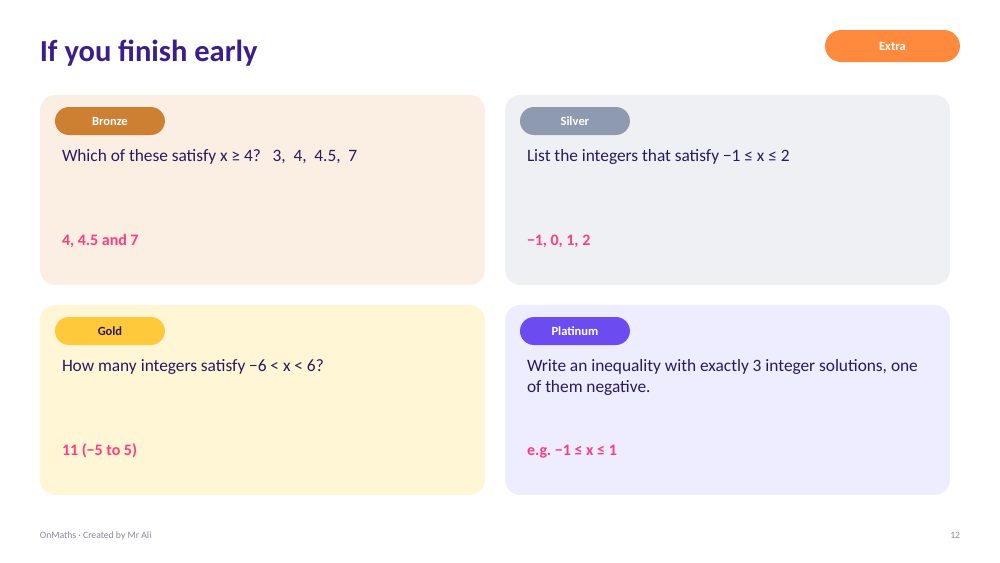 If you finish early
Extra
Bronze
Which of these satisfy x ≥ 4?   3,  4,  4.5,  7
4, 4.5 and 7
Silver
List the integers that satisfy −1 ≤ x ≤ 2
−1, 0, 1, 2
Gold
How many integers satisfy −6 < x < 6?
11 (−5 to 5)
Platinum
Write an inequality with exactly 3 integer solutions, one
of them negative.
e.g. −1 ≤ x ≤ 1
OnMaths · Created by Mr Ali
12